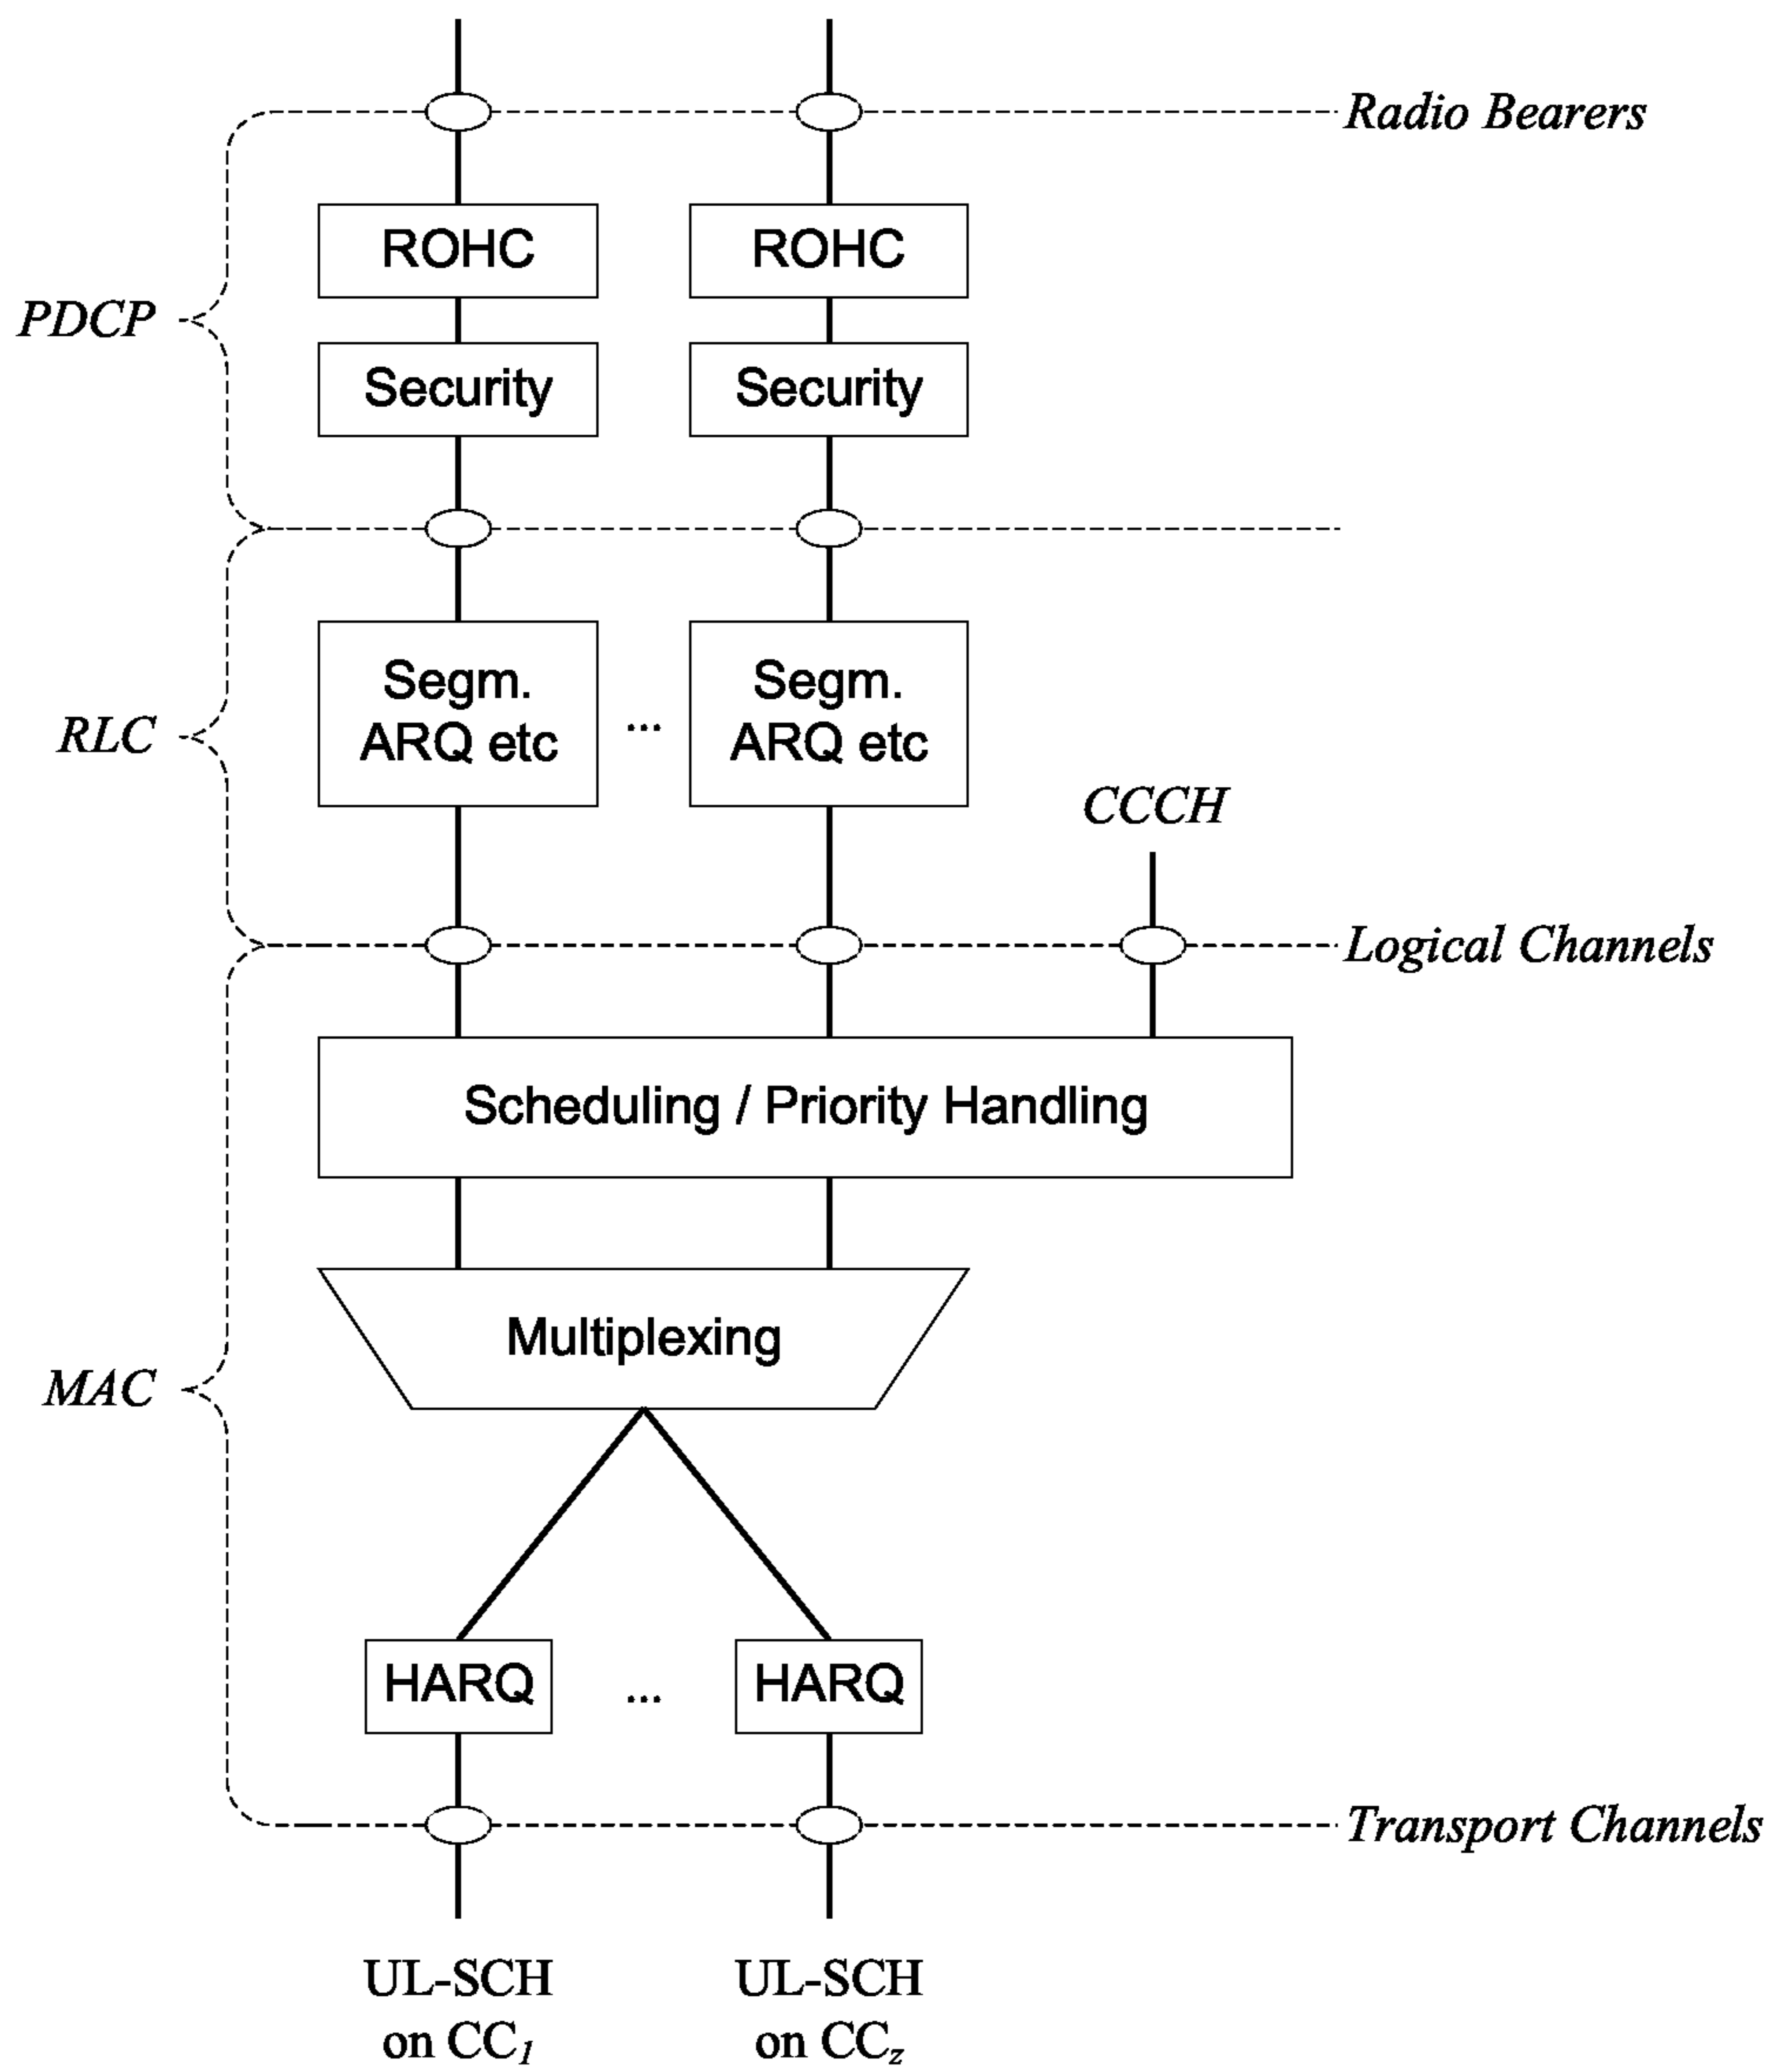 Radio Bearers
ROHC
ROHC
PDCP
Security
Security
Segm.
ARQ etc
...
Segm.
ARQ etc
RLC
CCCH
Logical Channels
Scheduling / Priority Handling
Multiplexing
MAC
HARQ
...
HARQ
Transport Channels
UL-SCH
on CC1
UL-SCH
on CCz